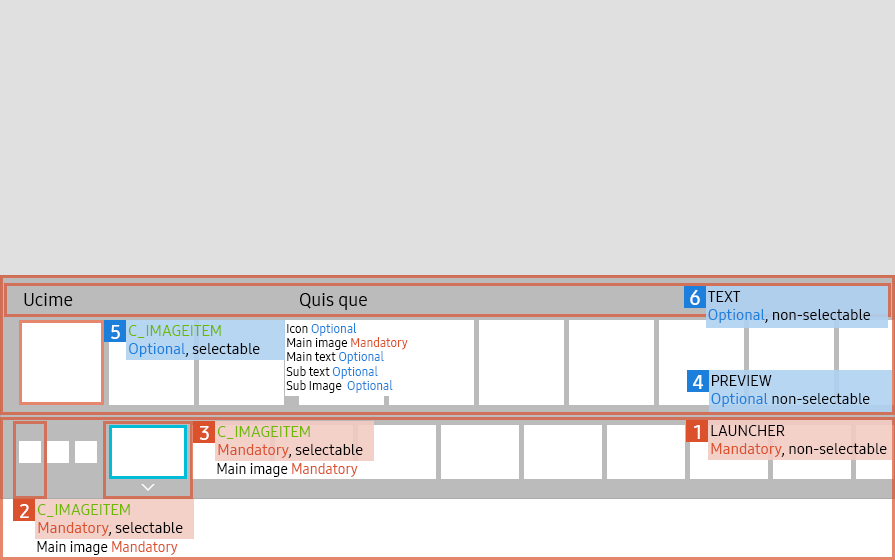 Ucime
Quis que
6 TEXT
Optional, non-selectable
5 C_IMAGEITEM
Optional, selectable
Icon Optional
Main image Mandatory
Main text Optional
Sub text Optional
Sub Image Optional
4 PREVIEW
Optional non-selectable
3 C_IMAGEITEM
Mandatory, selectable
Main image Mandatory
1 LAUNCHER
Mandatory, non-selectable
2 C_IMAGEITEM
Mandatory, selectable
Main image Mandatory